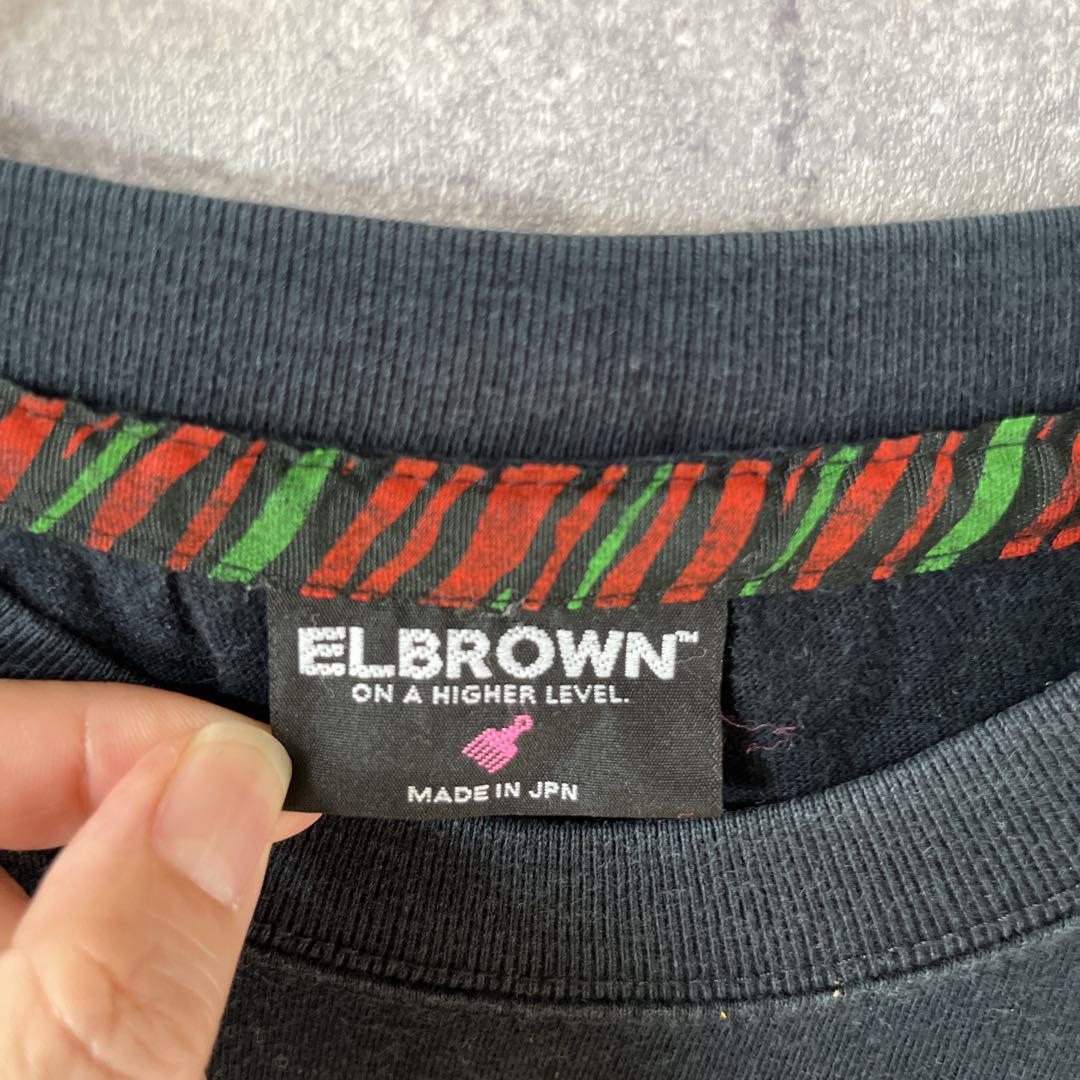 ELBROWN™
ON A HIGHER LEVEL.
MADE IN JPN